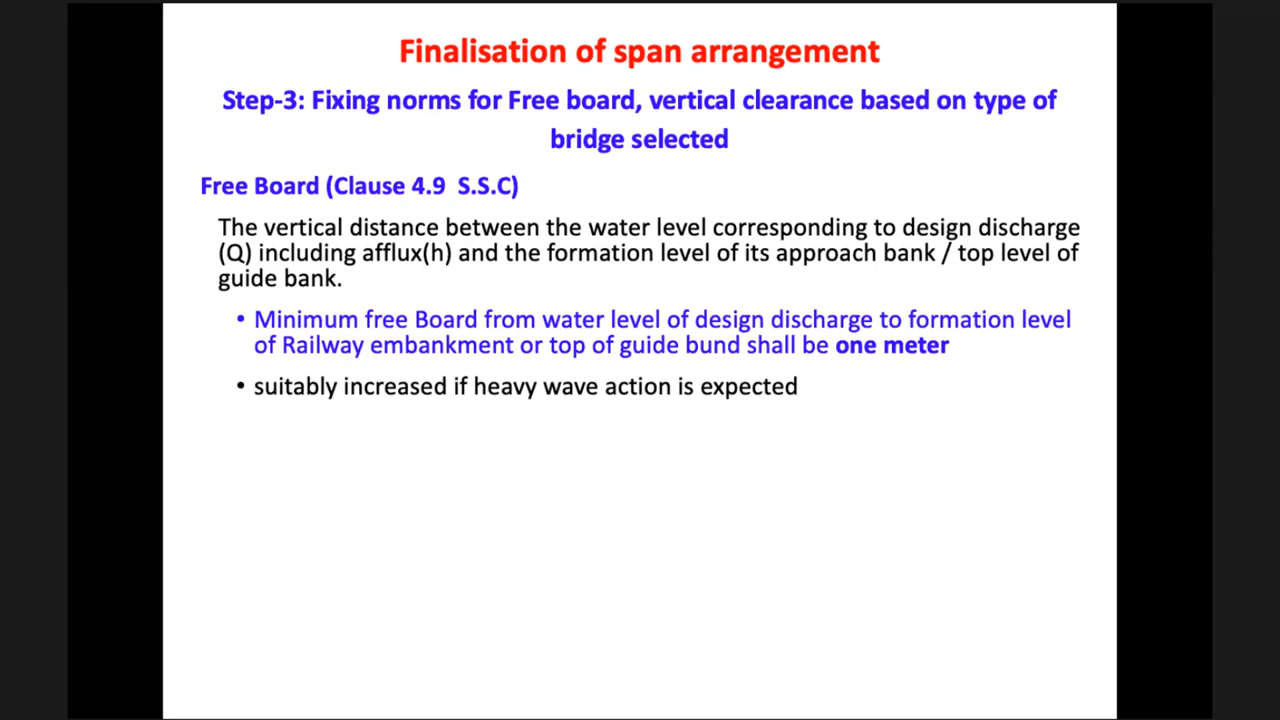 Finalisation of span arrangement
Step-3: Fixing norms for Free board, vertical clearance based on type of
bridge selected
Free Board (Clause 4.9 S.S.C)
The vertical distance between the water level corresponding to design discharge
(Q) including afflux(h) and the formation level of its approach bank / top level of
guide bank.
• Minimum free Board from water level of design discharge to formation level
of Railway embankment or top of guide bund shall be one meter
• suitably increased if heavy wave action is expected